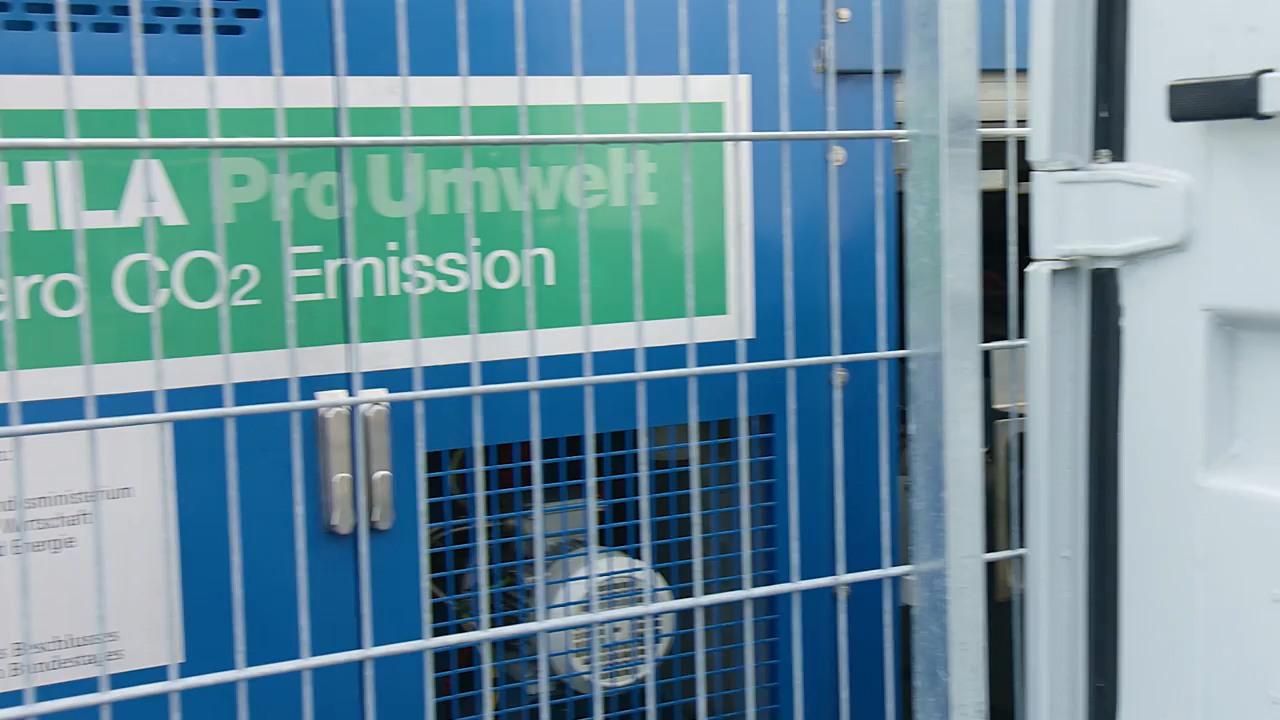 HLA Pro Umwelt
ero CO2 Emission
ndesministerium
Wirtschaft
d Energie
s Beschlusses
n Bundestages